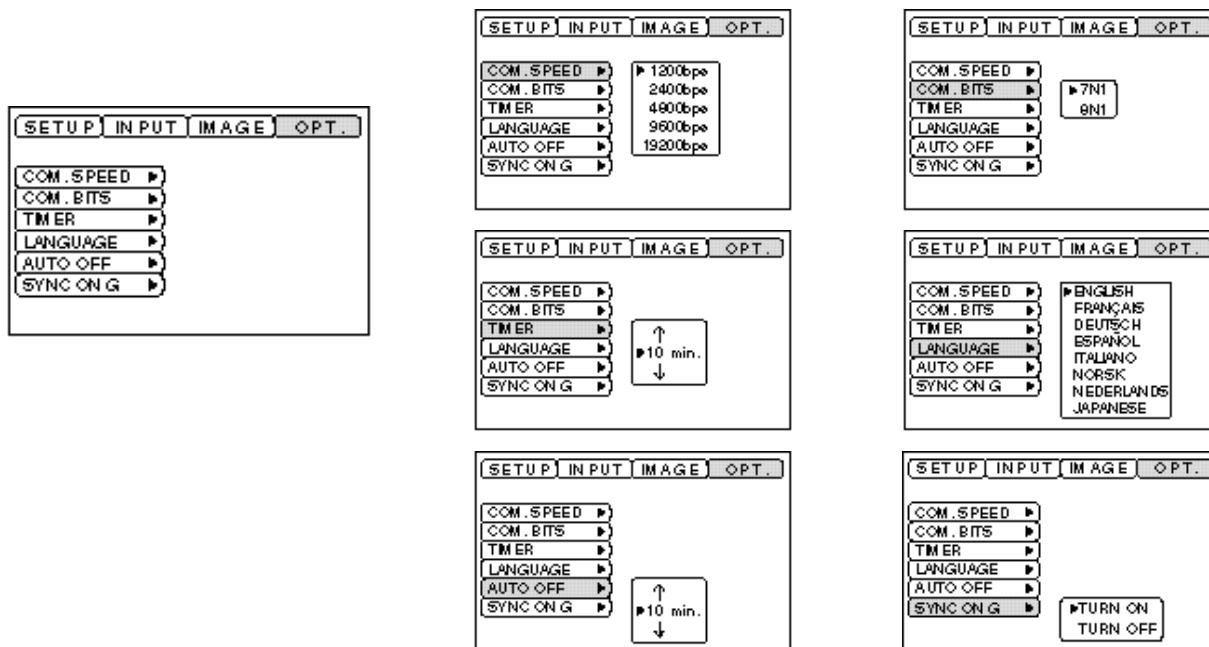 SETUP INPUT IMAGE OPT.
COM.SPEED
COM.BITS
TIMER
LANGUAGE
AUTO OFF
SYNC ON G
SETUP INPUT IMAGE OPT.
COM.SPEED
COM.BITS
TIMER
LANGUAGE
AUTO OFF
SYNC ON G
1200bps
2400bps
4800bps
9600bps
19200bps
SETUP INPUT IMAGE OPT.
COM.SPEED
COM.BITS
TIMER
LANGUAGE
AUTO OFF
SYNC ON G
7N1
8N1
SETUP INPUT IMAGE OPT.
COM.SPEED
COM.BITS
TIMER
LANGUAGE
AUTO OFF
SYNC ON G
10 min.
SETUP INPUT IMAGE OPT.
COM.SPEED
COM.BITS
TIMER
LANGUAGE
AUTO OFF
SYNC ON G
ENGLISH
FRANÇAIS
DEUTSCH
ESPAÑOL
ITALIANO
NORSK
NEDERLANDS
JAPANESE
SETUP INPUT IMAGE OPT.
COM.SPEED
COM.BITS
TIMER
LANGUAGE
AUTO OFF
SYNC ON G
10 min.
SETUP INPUT IMAGE OPT.
COM.SPEED
COM.BITS
TIMER
LANGUAGE
AUTO OFF
SYNC ON G
TURN ON
TURN OFF